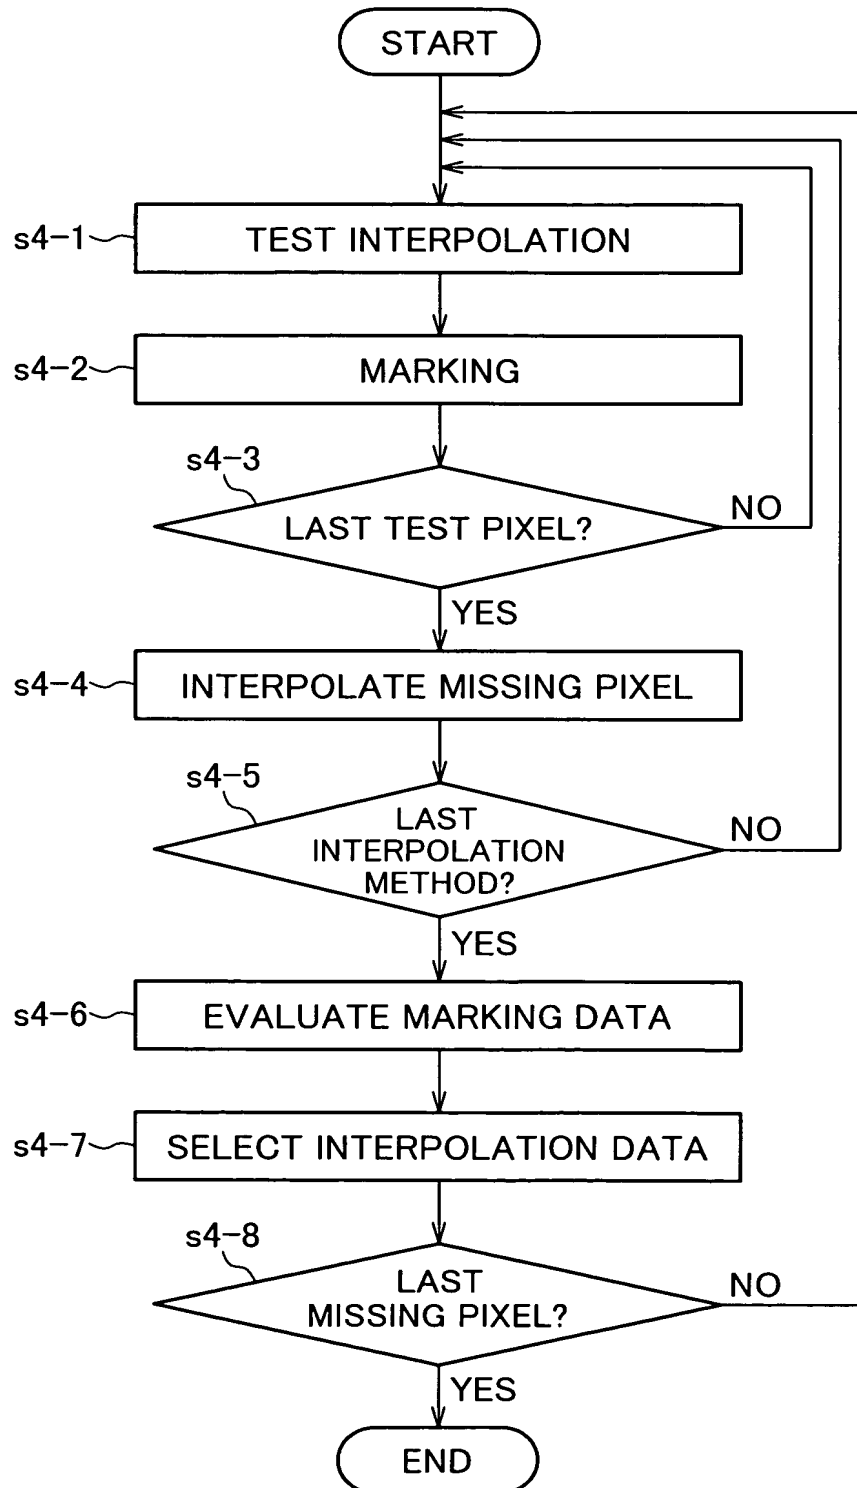 START
s4-1
TEST INTERPOLATION
s4-2
MARKING
s4-3
LAST TEST PIXEL?
NO
YES
s4-4
INTERPOLATE MISSING PIXEL
s4-5
LAST
INTERPOLATION
METHOD?
NO
YES
s4-6
EVALUATE MARKING DATA
s4-7
SELECT INTERPOLATION DATA
s4-8
LAST
MISSING PIXEL?
NO
YES
END